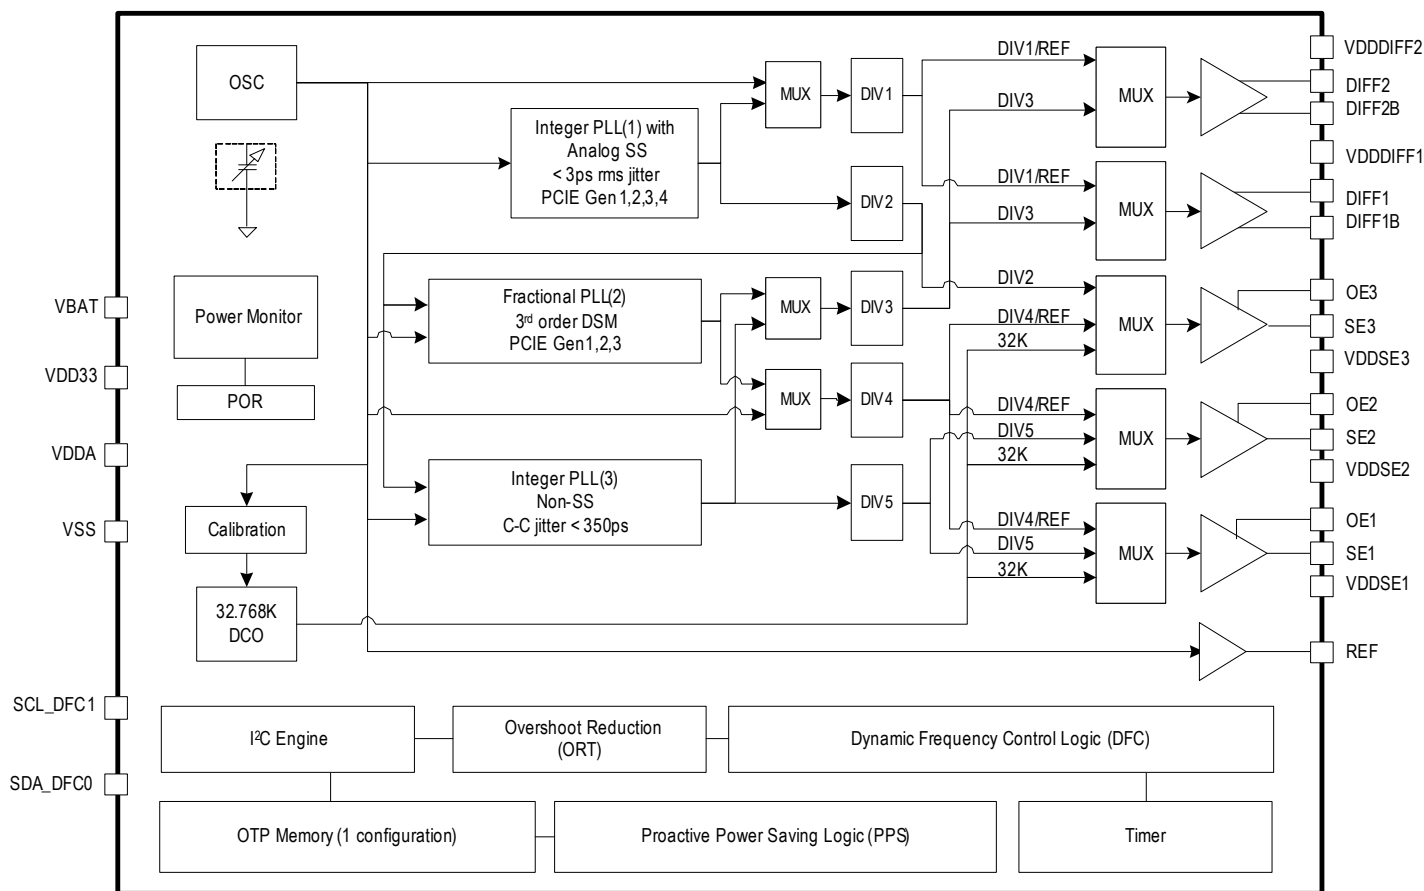 OSC
Integer PLL(1) with
Analog SS
< 3ps rms jitter
PCIE Gen1,2,3,4
MUX
DIV1
DIV2
DIV1/REF
DIV3
MUX
DIV1/REF
DIV3
MUX
VDDDIFF2
DIFF2
DIFF2B
VDDDIFF1
DIFF1
DIFF1B
VBAT
VDD33
VDDA
VSS
Power Monitor
POR
Fractional PLL(2)
3rd order DSM
PCIE Gen1,2,3
MUX
DIV3
MUX
DIV4
DIV2
DIV4/REF
32K
MUX
OE3
SE3
VDDSE3
DIV4/REF
DIV5
32K
MUX
OE2
SE2
VDDSE2
Integer PLL(3)
Non-SS
C-C jitter < 350ps
DIV5
DIV4/REF
DIV5
32K
MUX
OE1
SE1
VDDSE1
Calibration
32.768K
DCO
REF
SCL_DFC1
SDA_DFC0
I²C Engine
Overshoot Reduction
(ORT)
Dynamic Frequency Control Logic (DFC)
OTP Memory (1 configuration)
Proactive Power Saving Logic (PPS)
Timer